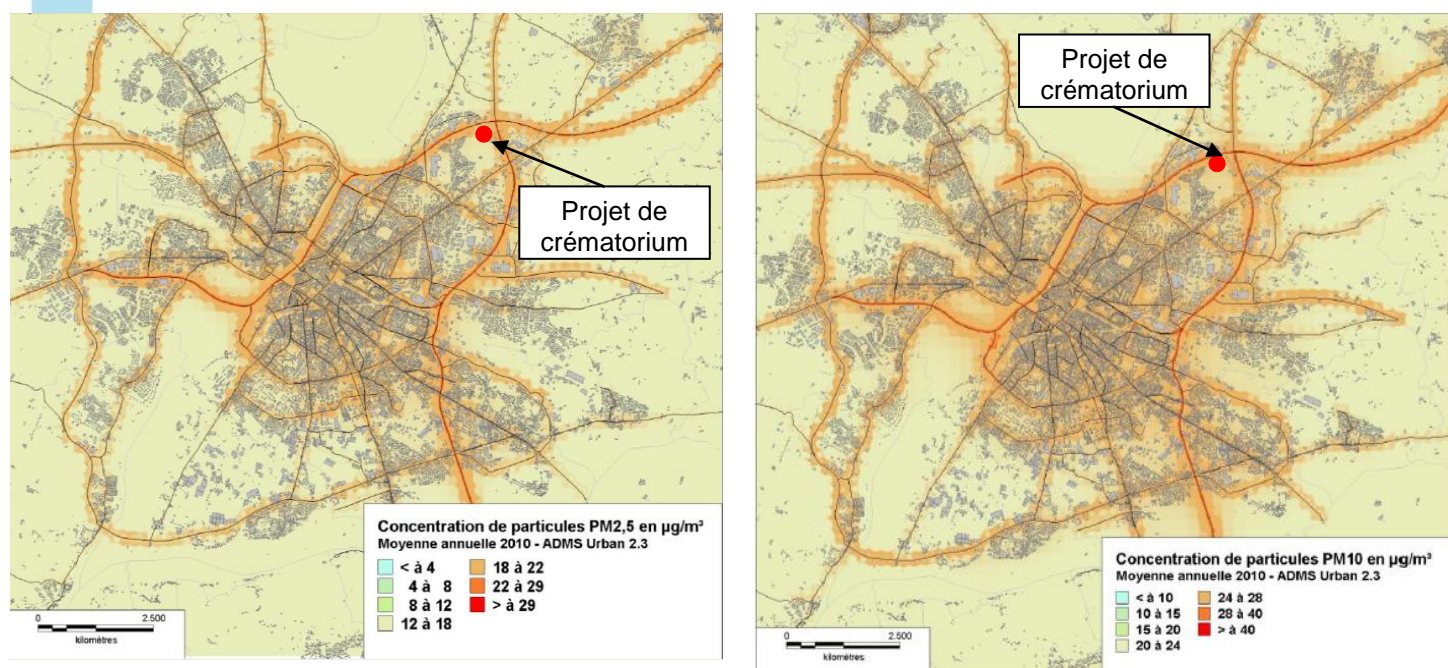 Projet de
crématorium
Concentration de particules PM2,5 en µg/m³
Moyenne annuelle 2010 - ADMS Urban 2.3
< à 4
4 à 8
8 à 12
12 à 18
18 à 22
22 à 29
> à 29
0 2.500
kilomètres
Projet de
crématorium
Concentration de particules PM10 en µg/m³
Moyenne annuelle 2010 - ADMS Urban 2.3
< à 10
10 à 15
15 à 20
20 à 24
24 à 28
28 à 40
> à 40
0 2.500
kilomètres